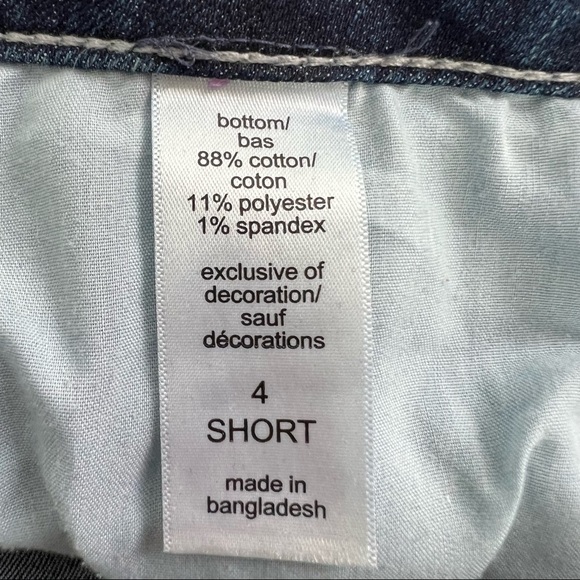 bottom/
bas
88% cotton/
coton
11% polyester
1% spandex
exclusive of
decoration/
sauf
décorations
4
SHORT
made in
bangladesh